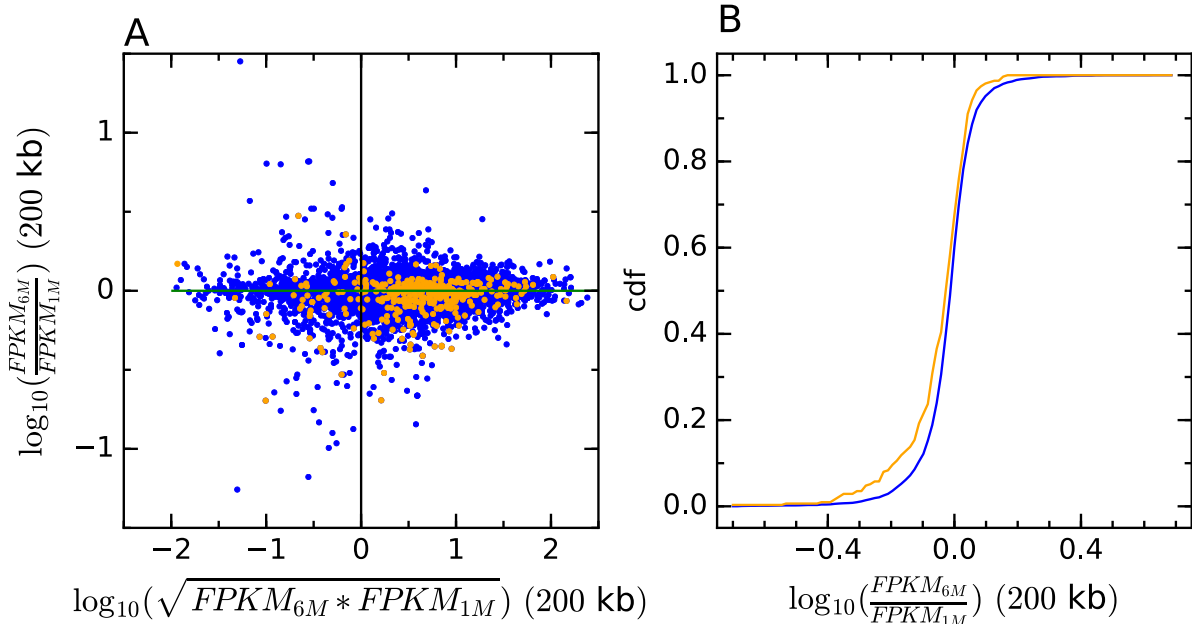 A
log₁₀(FPKM₆M/FPKM₁M) (200 kb)
1
0
−1
−2
−1
0
1
2
log₁₀(√FPKM₆M ∗ FPKM₁M) (200 kb)
B
cdf
1.0
0.8
0.6
0.4
0.2
0.0
−0.4
0.0
0.4
log₁₀(FPKM₆M/FPKM₁M) (200 kb)